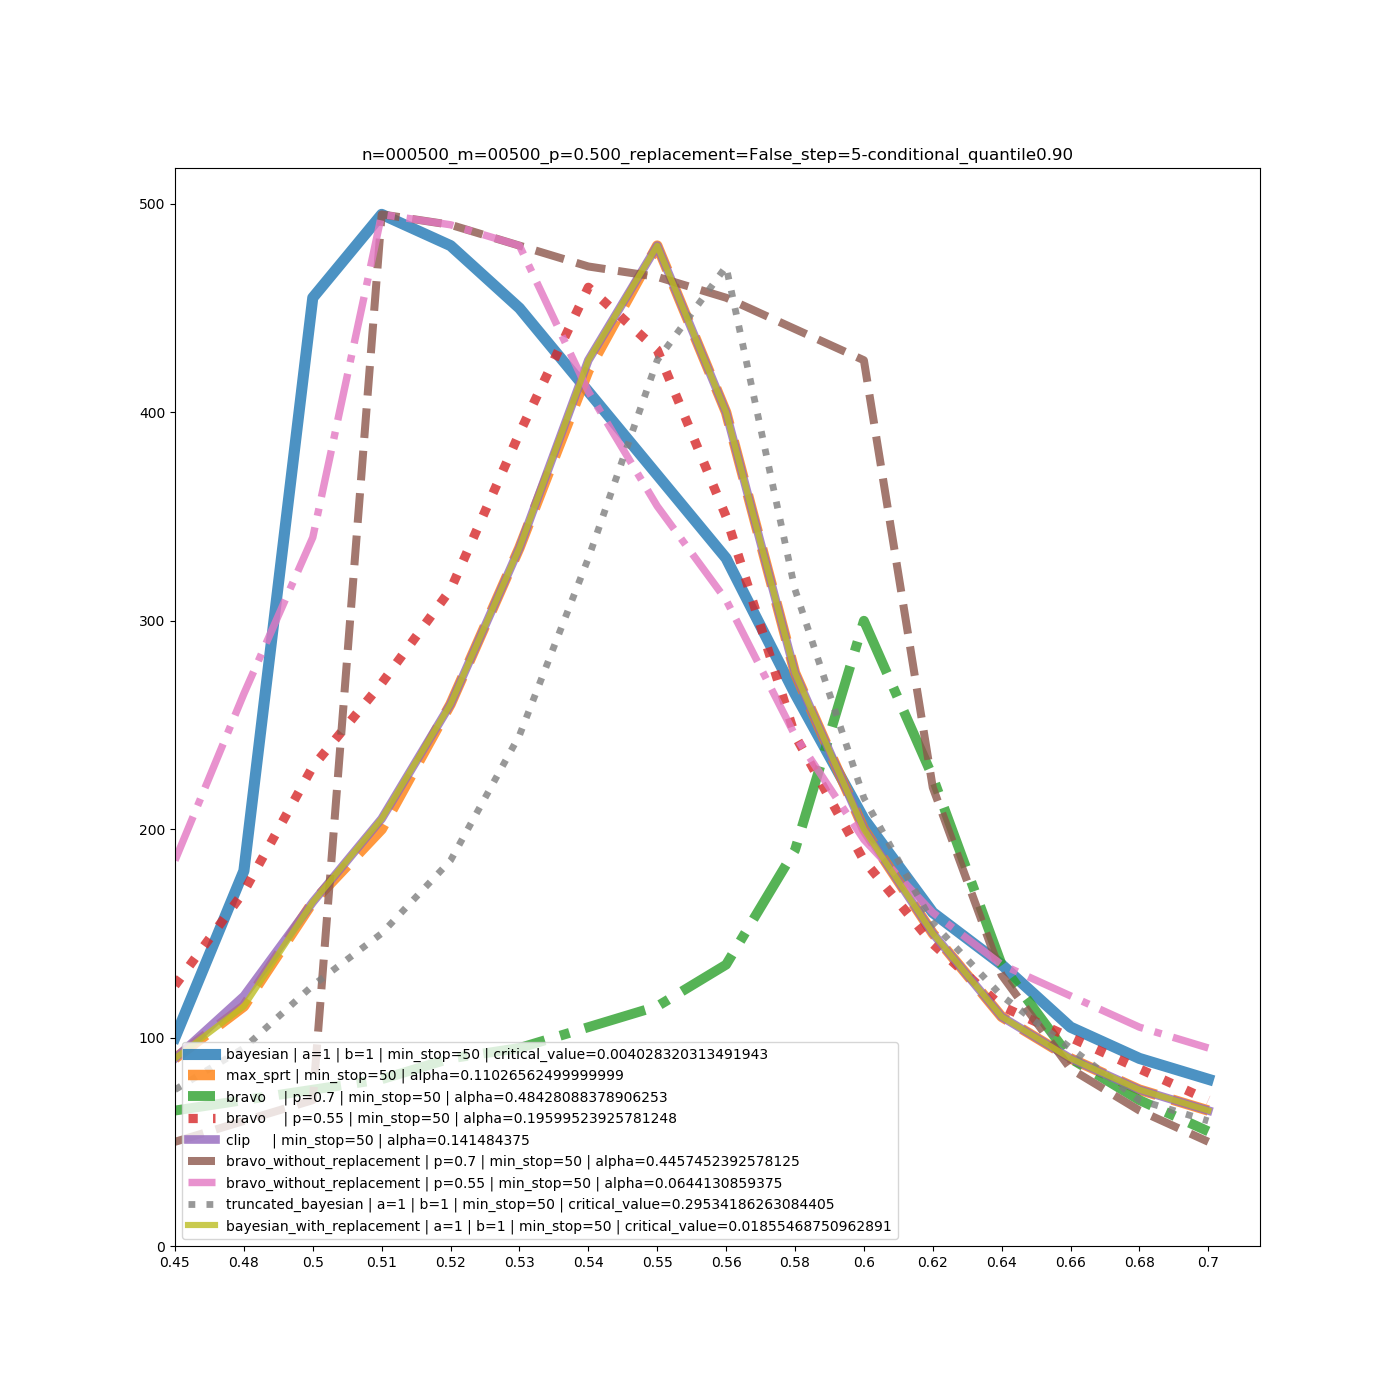 n=000500_m=00500_p=0.500_replacement=False_step=5-conditional_quantile0.90
500
400
300
200
100
0
bayesian | a=1 | b=1 | min_stop=50 | critical_value=0.004028320313491943
max_sprt | min_stop=50 | alpha=0.11026562499999999
bravo | p=0.7 | min_stop=50 | alpha=0.48428088378906253
bravo | p=0.55 | min_stop=50 | alpha=0.19599523925781248
clip | min_stop=50 | alpha=0.141484375
bravo_without_replacement | p=0.7 | min_stop=50 | alpha=0.4457452392578125
bravo_without_replacement | p=0.55 | min_stop=50 | alpha=0.0644130859375
truncated_bayesian | a=1 | b=1 | min_stop=50 | critical_value=0.29534186263084405
bayesian_with_replacement | a=1 | b=1 | min_stop=50 | critical_value=0.01855468750962891
0.45 0.48 0.5 0.51 0.52 0.53 0.54 0.55 0.56 0.58 0.6 0.62 0.64 0.66 0.68 0.7